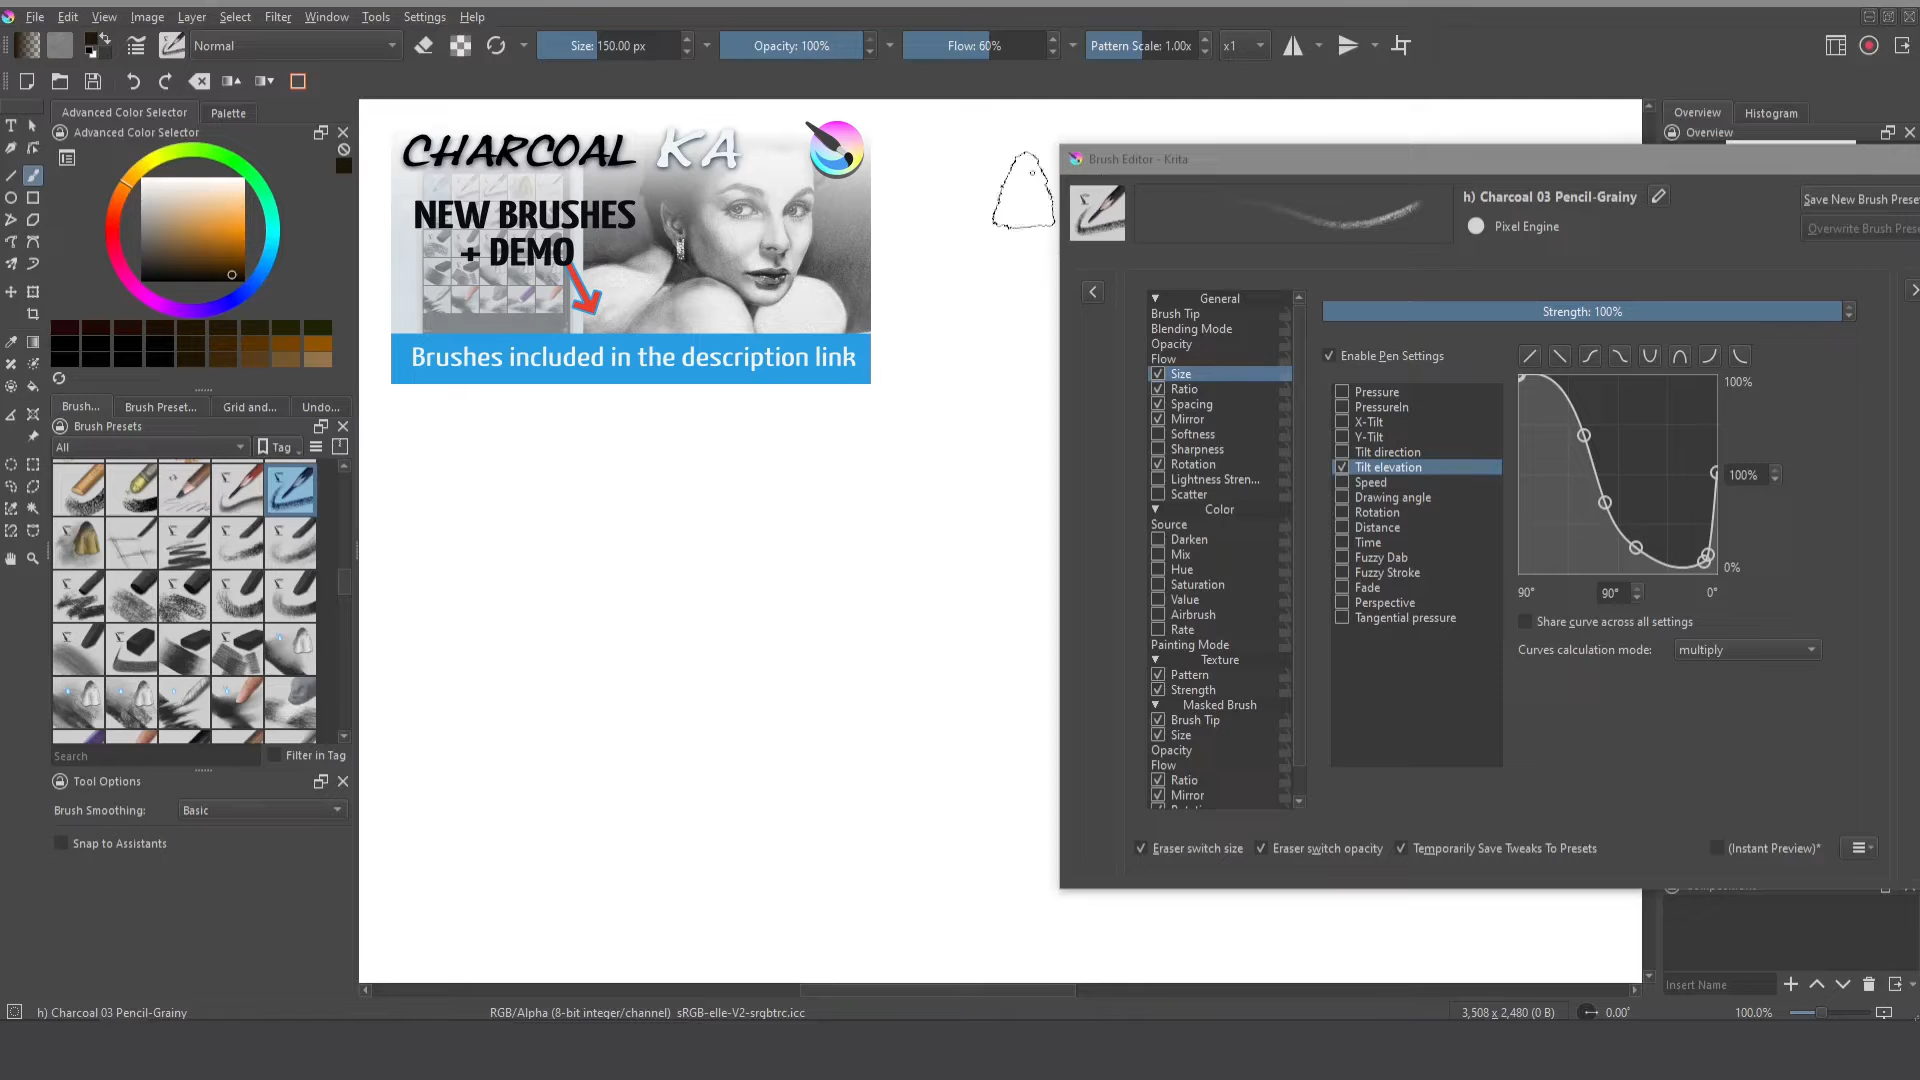 File Edit View Image Layer Select Filter Window Tools Settings Help
Normal
Size: 150.00 px
Opacity: 100%
Flow: 60%
Pattern Scale: 1.00x
x1
Advanced Color Selector Palette
Advanced Color Selector
Brush... Brush Preset... Grid and... Undo...
Brush Presets
All
Tag
Search
Filter in Tag
Tool Options
Brush Smoothing: Basic
Snap to Assistants
CHARCOAL KA
NEW BRUSHES
+ DEMO
Brushes included in the description link
Overview Histogram
Overview
Brush Editor - Krita
h) Charcoal 03 Pencil-Grainy
Pixel Engine
Save New Brush Prese
Overwrite Brush Prese
General
Brush Tip
Blending Mode
Opacity
Flow
Size
Ratio
Spacing
Mirror
Softness
Sharpness
Rotation
Lightness Stren...
Scatter
Color
Source
Darken
Mix
Hue
Saturation
Value
Airbrush
Rate
Painting Mode
Texture
Pattern
Strength
Masked Brush
Brush Tip
Size
Opacity
Flow
Ratio
Mirror
Strength: 100%
Enable Pen Settings
Pressure
PressureIn
X-Tilt
Y-Tilt
Tilt direction
Tilt elevation
Speed
Drawing angle
Rotation
Distance
Time
Fuzzy Dab
Fuzzy Stroke
Fade
Perspective
Tangential pressure
100%
100%
0%
90° 90° 0°
Share curve across all settings
Curves calculation mode: multiply
Eraser switch size
Eraser switch opacity
Temporarily Save Tweaks To Presets
(Instant Preview)*
Insert Name
h) Charcoal 03 Pencil-Grainy
RGB/Alpha (8-bit integer/channel) sRGB-elle-V2-srgbtrc.icc
3,508 x 2,480 (0 B)
0.00°
100.0%